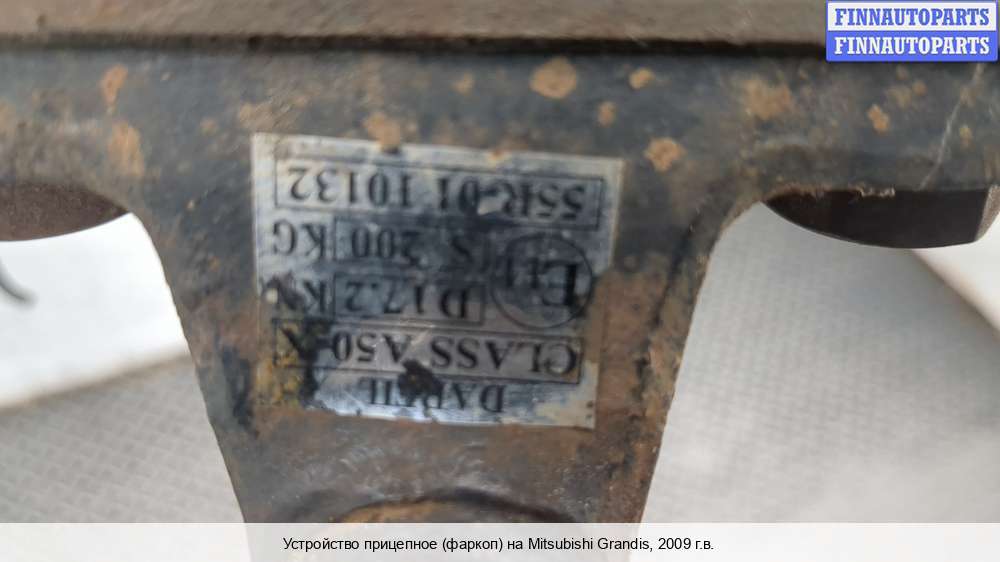 FINNAUTOPARTS
FINNAUTOPARTS
CLASS A50-X
D17.2 KN
E11 S 200 KG
55R-01 10132
Устройство прицепное (фаркоп) на Mitsubishi Grandis, 2009 г.в.